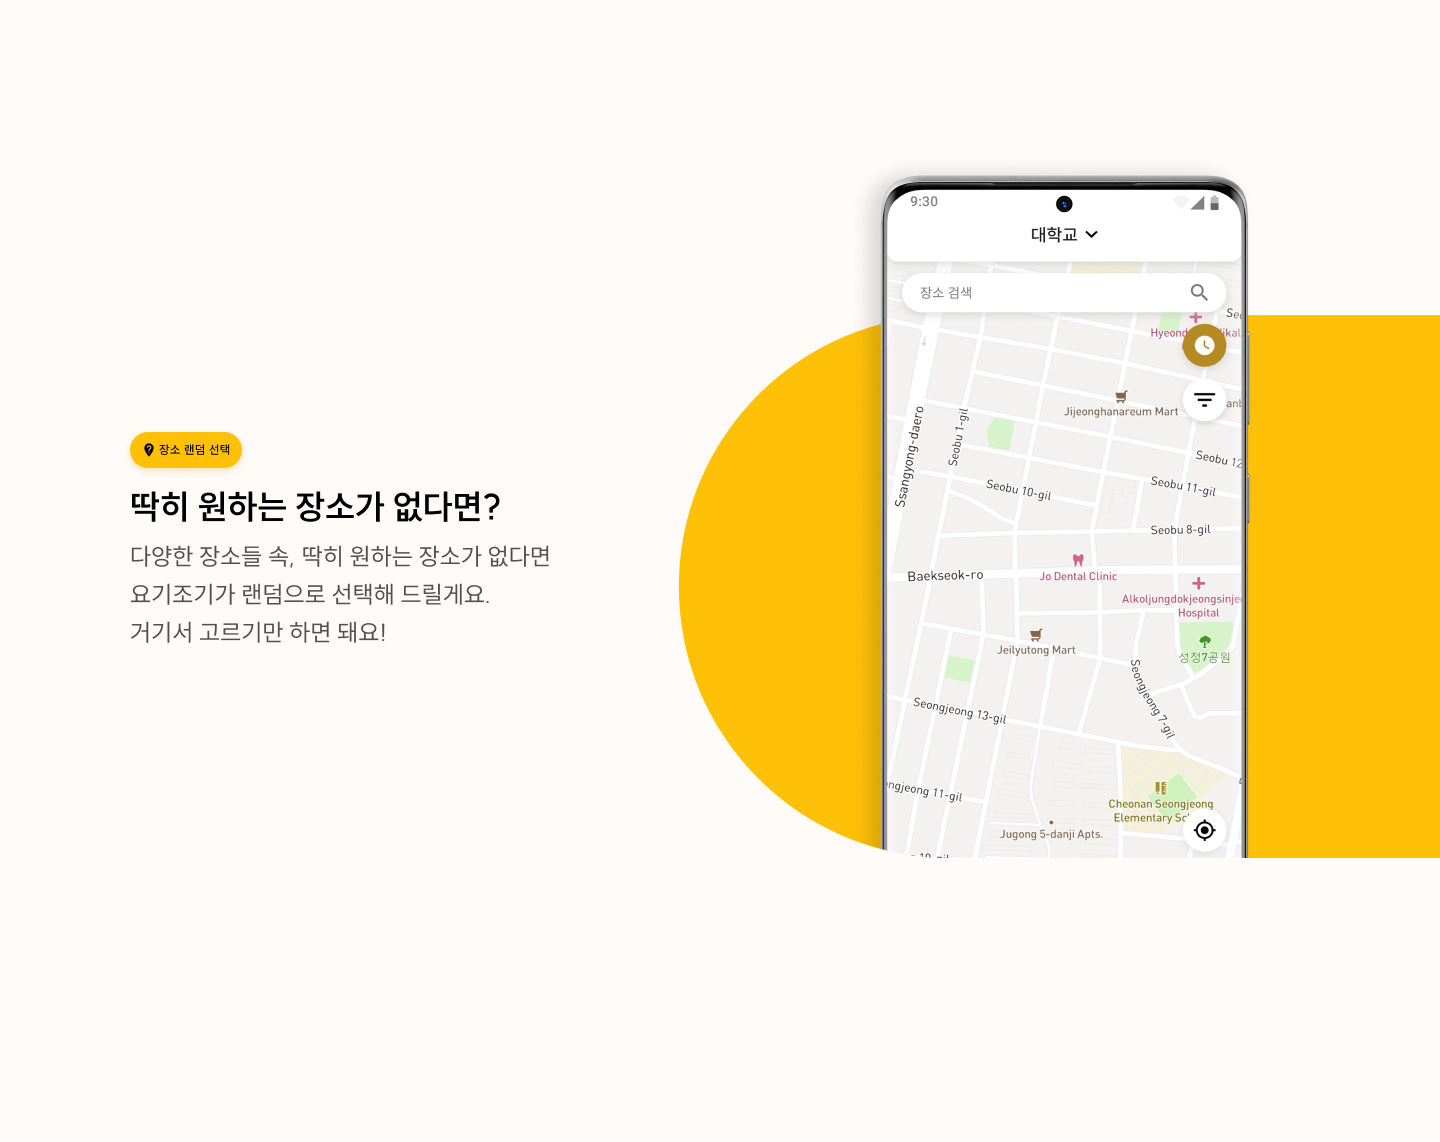 장소 랜덤 선택
딱히 원하는 장소가 없다면?
다양한 장소들 속, 딱히 원하는 장소가 없다면
요기조기가 랜덤으로 선택해 드릴게요.
거기서 고르기만 하면 돼요!
9:30
대학교
장소 검색
Jijeonghanareum Mart
Ssangyong-daero
Seobu 1-gil
Seobu 12
Seobu 10-gil
Seobu 11-gil
Seobu 8-gil
Baekseok-ro
Jo Dental Clinic
Alkoljungdokjeongsinje
Hospital
Jeilyutong Mart
성정7공원
Seongjeong 7-gil
Seongjeong 13-gil
ngjeong 11-gil
Cheonan Seongjeong
Elementary
Jugong 5-danji Apts.